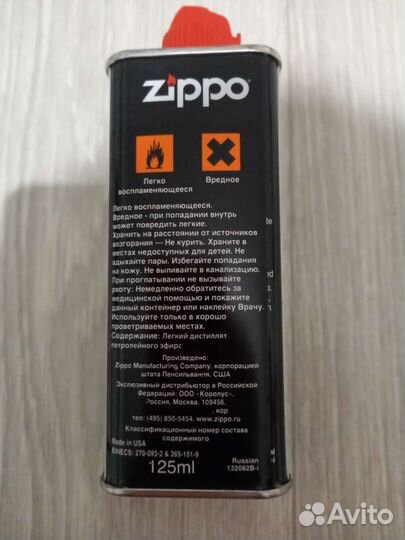 zippo
Легко
воспламеняющееся
Вредное
Легко воспламеняющееся.
Вредное - при попадании внутрь
может повредить легкие.
Хранить на расстоянии от источников
возгорания --- Не курить. Храните в
местах недоступных для детей. Не
вдыхайте пары. Избегайте попадания
на кожу. Не выливайте в канализацию.
При проглатывании не вызывайте
рвоту: Немедленно обратитесь за
медицинской помощью и покажите
данный контейнер или наклейку Врачу.
Используйте только в хорошо
проветриваемых местах.
Содержание: Легкий дистиллят
петролейного эфира
Произведено:
Zippo Manufacturing Company, корпорацией
штата Пенсильвания, США
Эксклюзивный дистрибьютор в Российской
Федерации: ООО «Коропус»,
Россия, Москва, 109456,
, кор
тел: (495) 650-5454, www.zippo.ru
Классификационный номер состава
содержимого
Made in USA
EINECS: 270-093-2 & 265-151-9
125ml
Russian
132082B-i
Avito